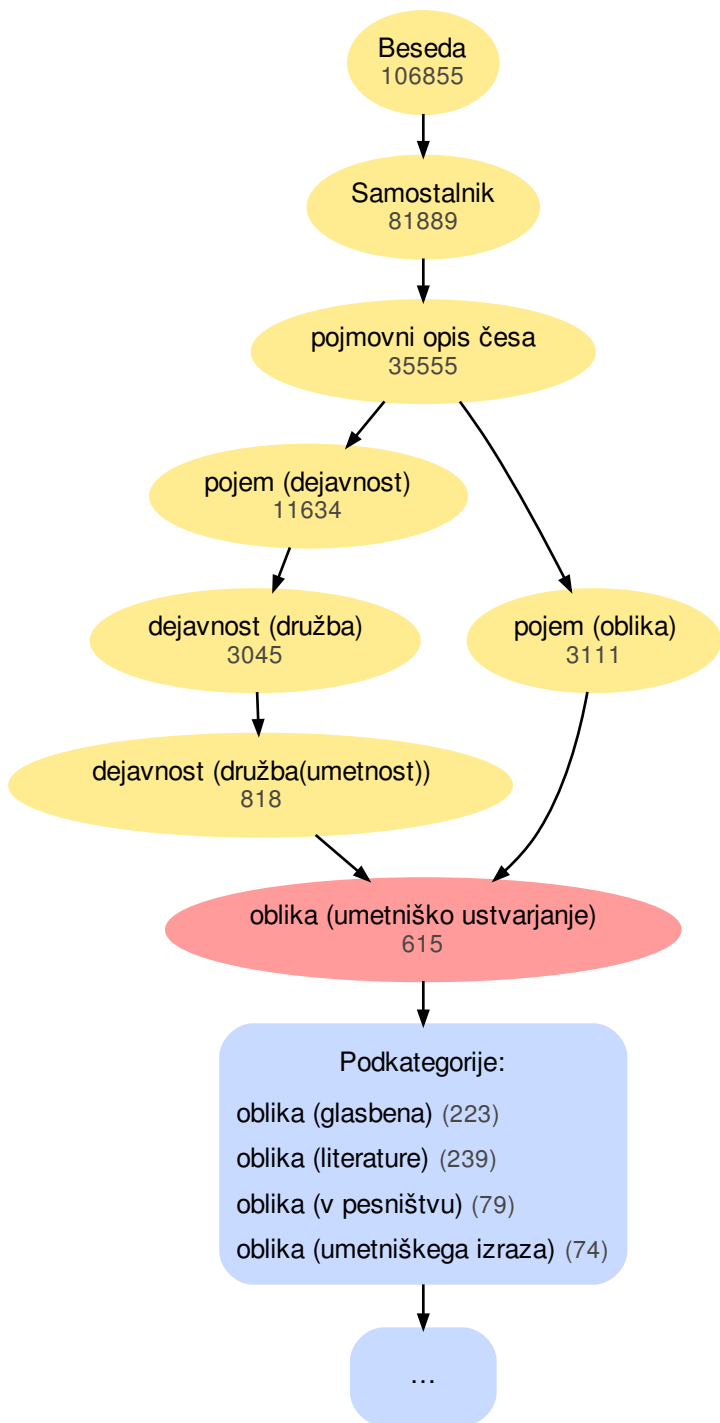 Beseda
106855
Samostalnik
81889
pojmovni opis česa
35555
pojem (dejavnost)
11634
dejavnost (družba)
3045
pojem (oblika)
3111
dejavnost (družba(umetnost))
818
oblika (umetniško ustvarjanje)
615
Podkategorije:
oblika (glasbena) (223)
oblika (literature) (239)
oblika (v pesništvu) (79)
oblika (umetniškega izraza) (74)
...